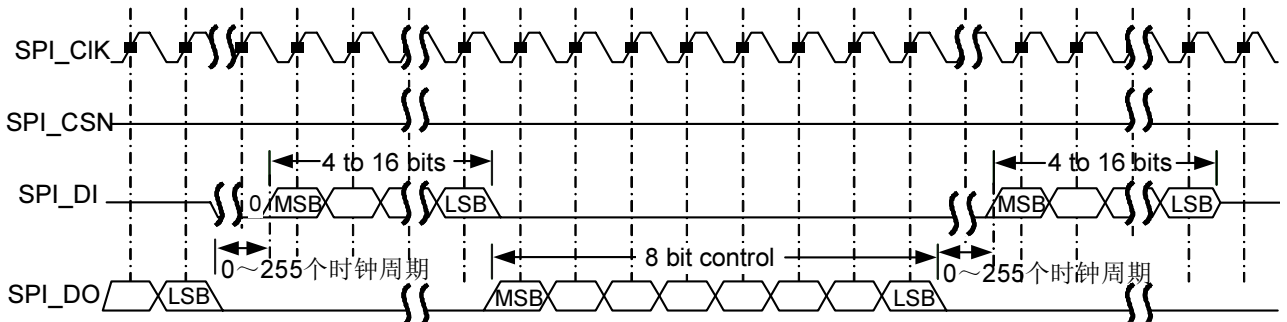 SPI_ClK
SPI_CSN
4 to 16 bits
4 to 16 bits
SPI_DI
0
MSB
LSB
MSB
LSB
0～255个时钟周期
8 bit control
0～255个时钟周期
SPI_DO
LSB
MSB
LSB